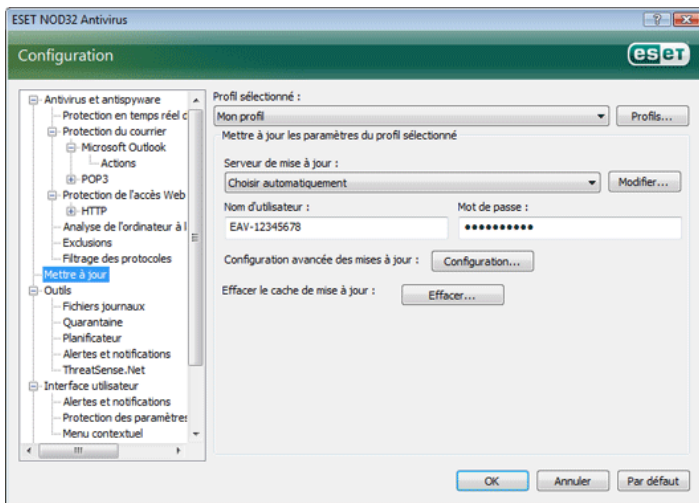 ESET NOD32 Antivirus
Configuration
eseT
Antivirus et antispyware
Protection en temps réel d
Protection du courrier
Microsoft Outlook
Actions
POP3
Protection de l'accès Web
HTTP
Analyse de l'ordinateur à l
Exclusions
Filtrage des protocoles
Mettre à jour
Outils
Fichiers journaux
Quarantaine
Planificateur
Alertes et notifications
ThreatSense.Net
Interface utilisateur
Alertes et notifications
Protection des paramètres
Menu contextuel
Profil sélectionné :
Mon profil
Profils...
Mettre à jour les paramètres du profil sélectionné
Serveur de mise à jour :
Choisir automatiquement
Modifier...
Nom d'utilisateur :
Mot de passe :
EAV-12345678
••••••••••
Configuration avancée des mises à jour :
Configuration...
Effacer le cache de mise à jour :
Effacer...
OK
Annuler
Par défaut